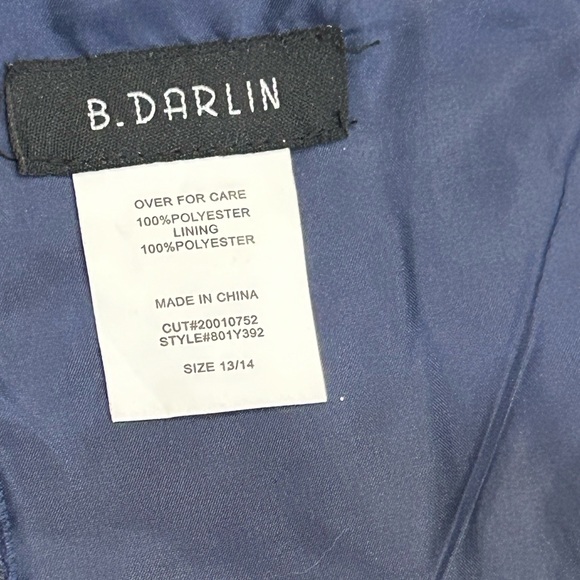 B.DARLIN
OVER FOR CARE
100%POLYESTER
LINING
100%POLYESTER
MADE IN CHINA
CUT#20010752
STYLE#801Y392
SIZE 13/14